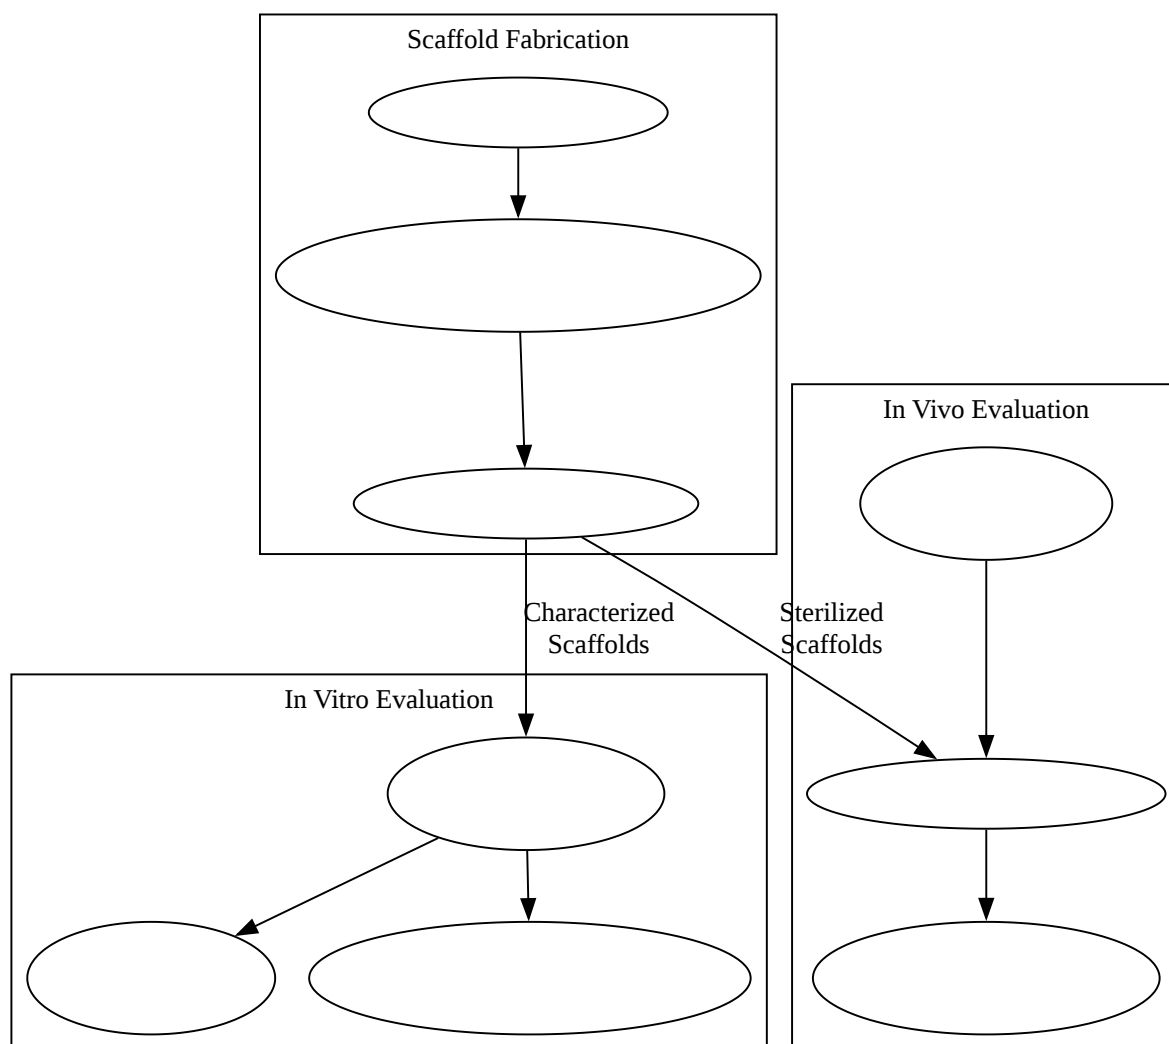 Scaffold Fabrication
In Vivo Evaluation
Characterized
Scaffolds
Sterilized
Scaffolds
In Vitro Evaluation